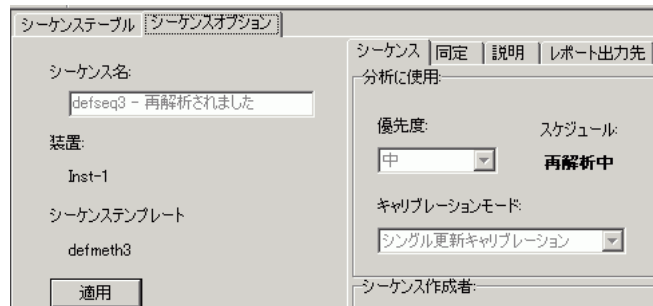 シーケンステーブル シーケンスオプション
シーケンス名:
defseq3 - 再解析されました
装置:
Inst-1
シーケンステンプレート
defmeth3
適用
シーケンス 同定 説明 レポート出力先
分析に使用:
優先度: スケジュール:
中 再解析中
キャリブレーションモード:
シングル更新キャリブレーション
シーケンス作成者: